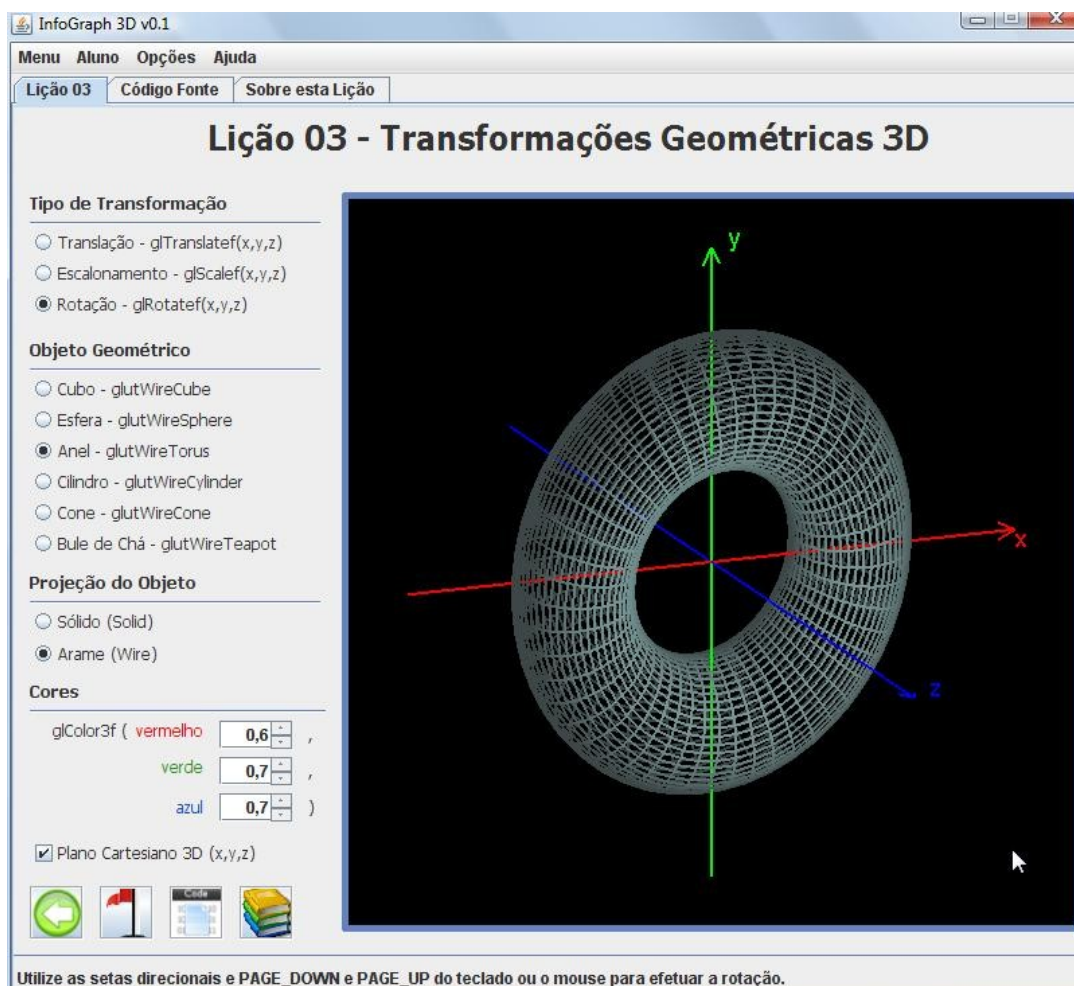 InfoGraph 3D v0.1
Menu Aluno Opções Ajuda
Lição 03 Código Fonte Sobre esta Lição
Lição 03 - Transformações Geométricas 3D
Tipo de Transformação
Translação - glTranslatef(x,y,z)
Escalonamento - glScalef(x,y,z)
Rotação - glRotatef(x,y,z)
Objeto Geométrico
Cubo - glutWireCube
Esfera - glutWireSphere
Anel - glutWireTorus
Cilindro - glutWireCylinder
Cone - glutWireCone
Bule de Chá - glutWireTeapot
Projeção do Objeto
Sólido (Solid)
Arame (Wire)
Cores
glColor3f ( vermelho 0,6 ,
verde 0,7 ,
azul 0,7 )
Plano Cartesiano 3D (x,y,z)
Code
y
x
z
Utilize as setas direcionais e PAGE_DOWN e PAGE_UP do teclado ou o mouse para efetuar a rotação.